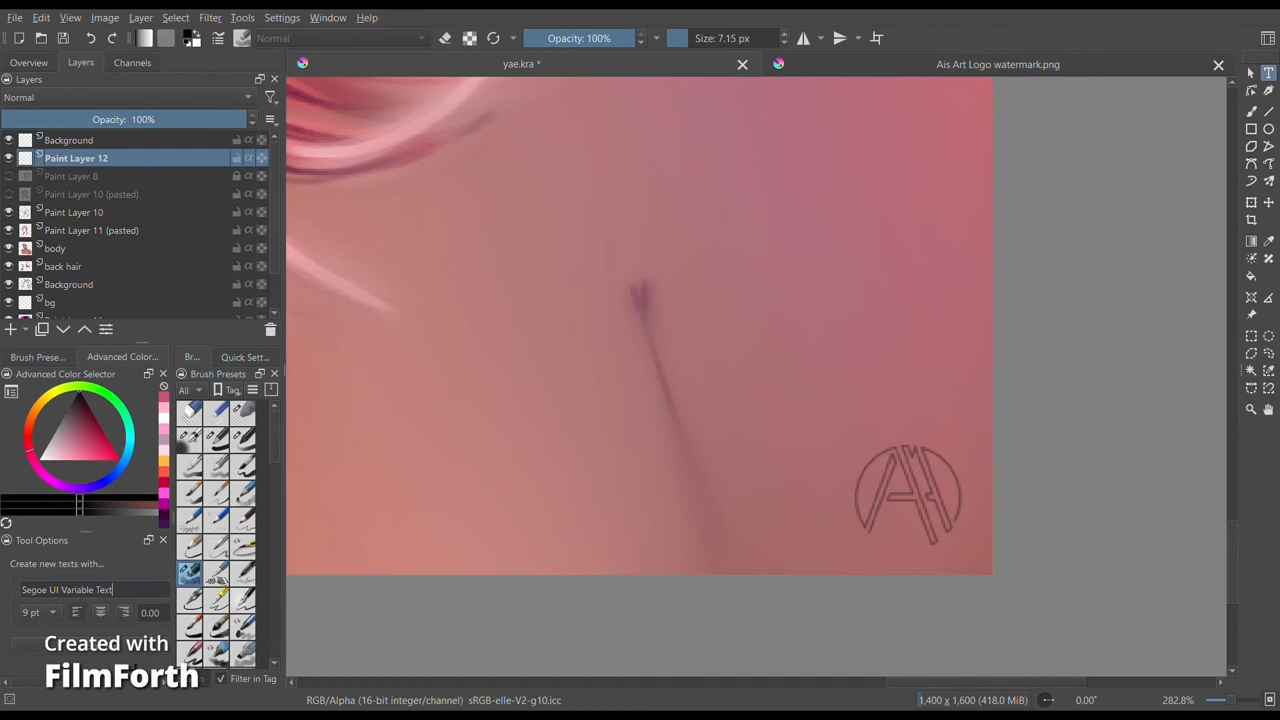 File Edit View Image Layer Select Filter Tools Settings Window Help
Normal Opacity: 100% Size: 7.15 px
Overview Layers Channels yae.kra * Ais Art Logo watermark.png
Layers
Normal
Opacity: 100%
Background
Paint Layer 12
Paint Layer 8
Paint Layer 10 (pasted)
Paint Layer 10
Paint Layer 11 (pasted)
body
back hair
Background
bg
Brush Prese... Advanced Color... Br... Quick Sett...
Advanced Color Selector Brush Presets
All Tag
Tool Options
Create new texts with...
Segoe UI Variable Text
9 pt 0.00
Created with
FilmForth
Filter in Tag
RGB/Alpha (16-bit integer/channel) sRGB-elle-V2-g10.icc 1,400 x 1,600 (418.0 MiB) 0.00° 282.8%